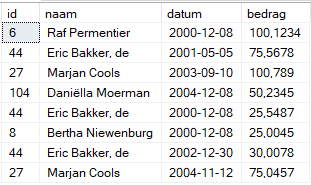 id naam datum bedrag
6 Raf Permentier 2000-12-08 100,1234
44 Eric Bakker, de 2001-05-05 75,5678
27 Marjan Cools 2003-09-10 100,789
104 Daniëlla Moerman 2004-12-08 50,2345
44 Eric Bakker, de 2000-12-08 25,5487
8 Bertha Niewenburg 2000-12-08 25,0045
44 Eric Bakker, de 2002-12-30 30,0078
27 Marjan Cools 2004-11-12 75,0457